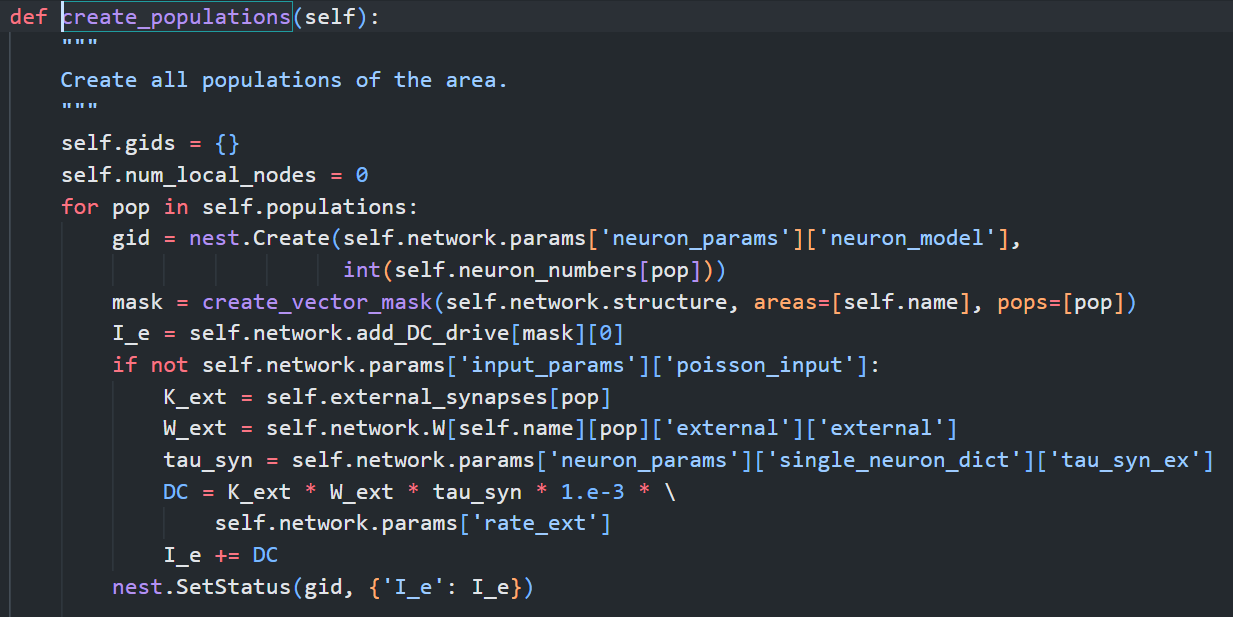 def create_populations(self):
    """
    Create all populations of the area.
    """
    self.gids = {}
    self.num_local_nodes = 0
    for pop in self.populations:
        gid = nest.Create(self.network.params['neuron_params']['neuron_model'],
                          int(self.neuron_numbers[pop]))
        mask = create_vector_mask(self.network.structure, areas=[self.name], pops=[pop])
        I_e = self.network.add_DC_drive[mask][0]
        if not self.network.params['input_params']['poisson_input']:
            K_ext = self.external_synapses[pop]
            W_ext = self.network.W[self.name][pop]['external']['external']
            tau_syn = self.network.params['neuron_params']['single_neuron_dict']['tau_syn_ex']
            DC = K_ext * W_ext * tau_syn * 1.e-3 * \
                self.network.params['rate_ext']
            I_e += DC
        nest.SetStatus(gid, {'I_e': I_e})